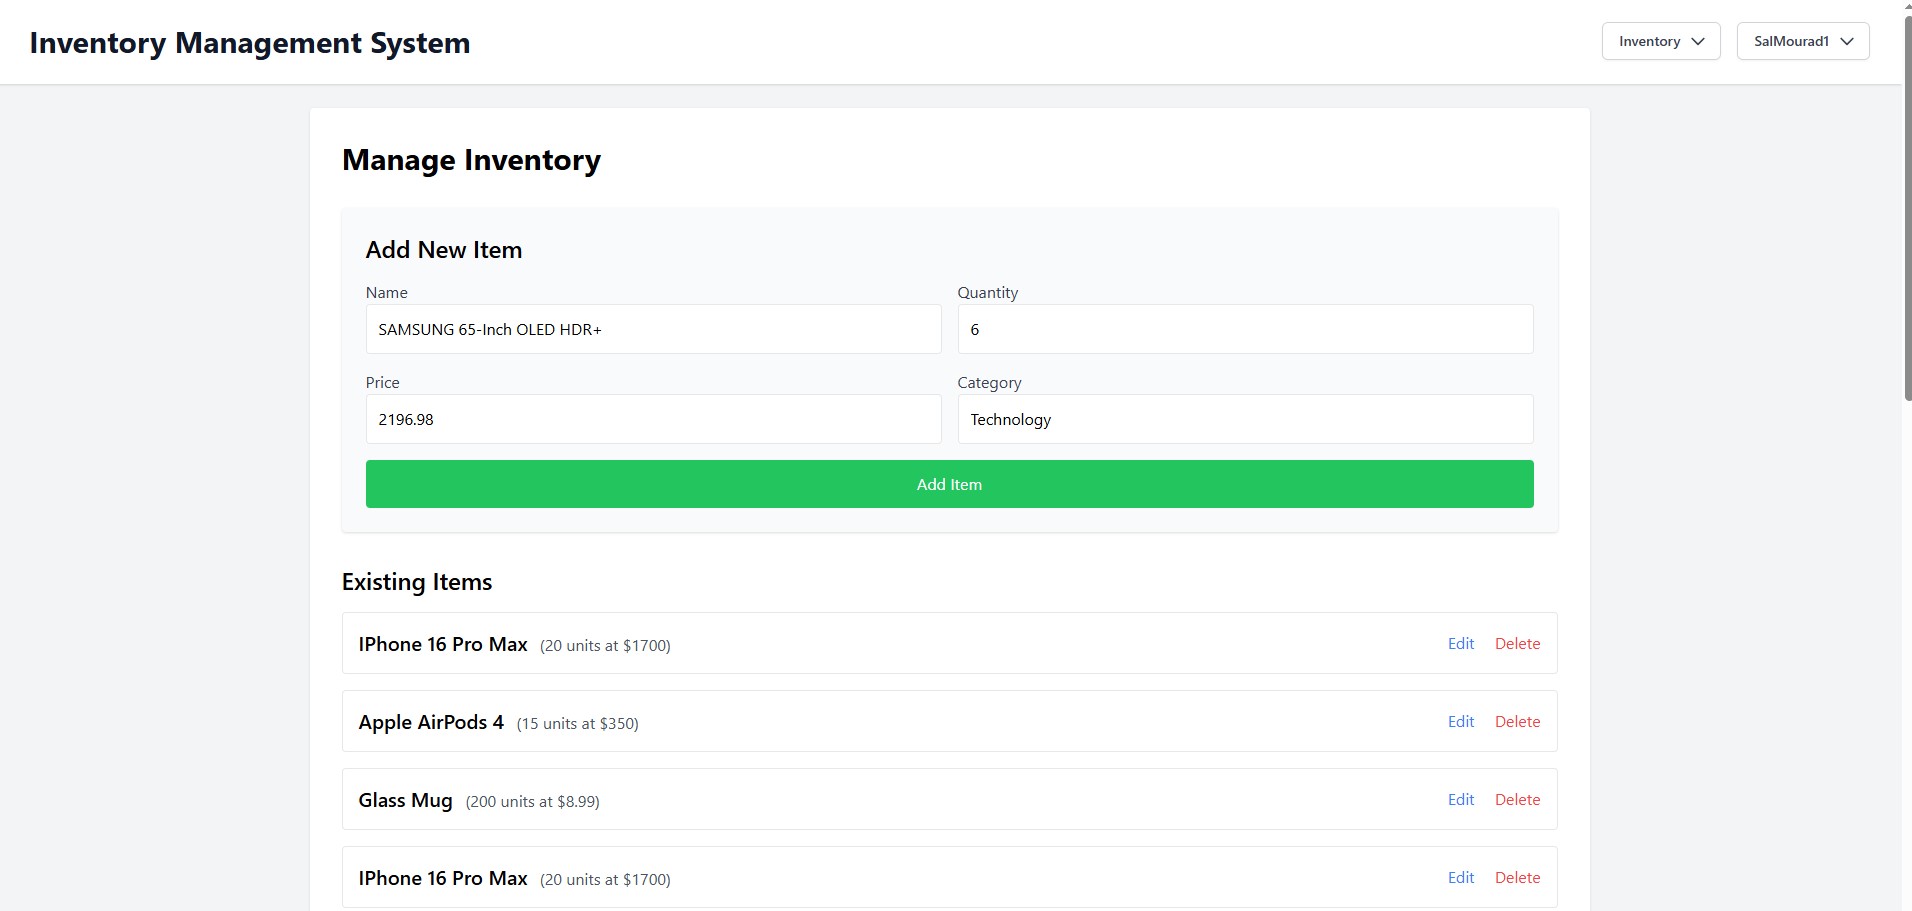 Inventory Management System
Inventory
SalMourad1
Manage Inventory
Add New Item
Name
Quantity
SAMSUNG 65-Inch OLED HDR+
6
Price
Category
2196.98
Technology
Add Item
Existing Items
IPhone 16 Pro Max (20 units at $1700) Edit Delete
Apple AirPods 4 (15 units at $350) Edit Delete
Glass Mug (200 units at $8.99) Edit Delete
IPhone 16 Pro Max (20 units at $1700) Edit Delete